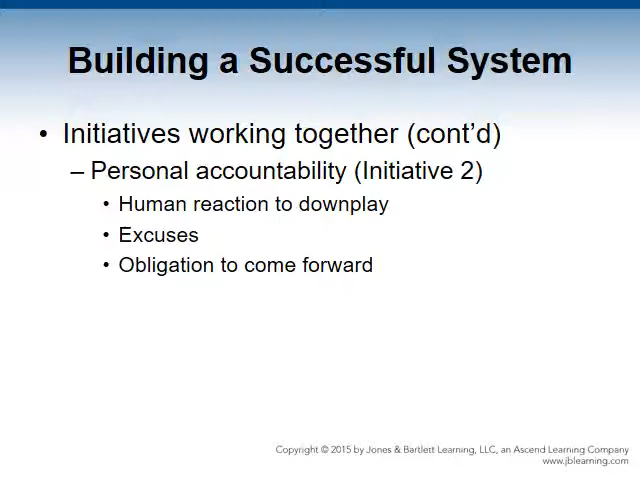 Building a Successful System
• Initiatives working together (cont’d)
– Personal accountability (Initiative 2)
• Human reaction to downplay
• Excuses
• Obligation to come forward
Copyright © 2015 by Jones & Bartlett Learning, LLC, an Ascend Learning Company
www.jblearning.com